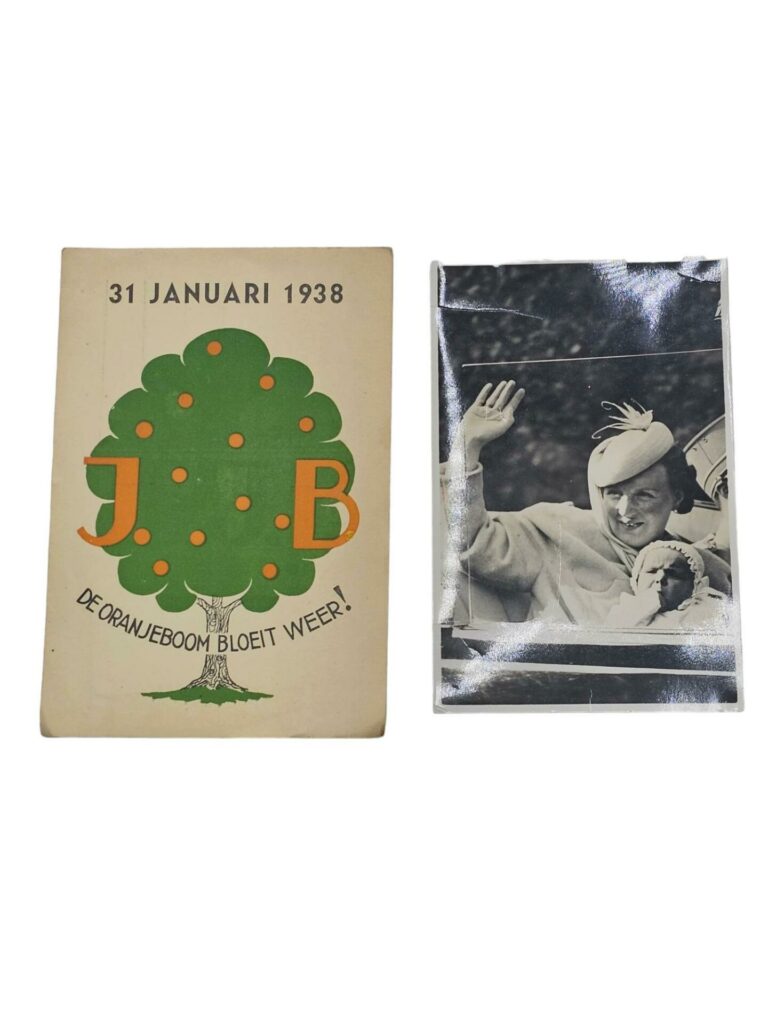 31 JANUARI 1938
J B
DE ORANJEBOOM BLOEIT WEER!